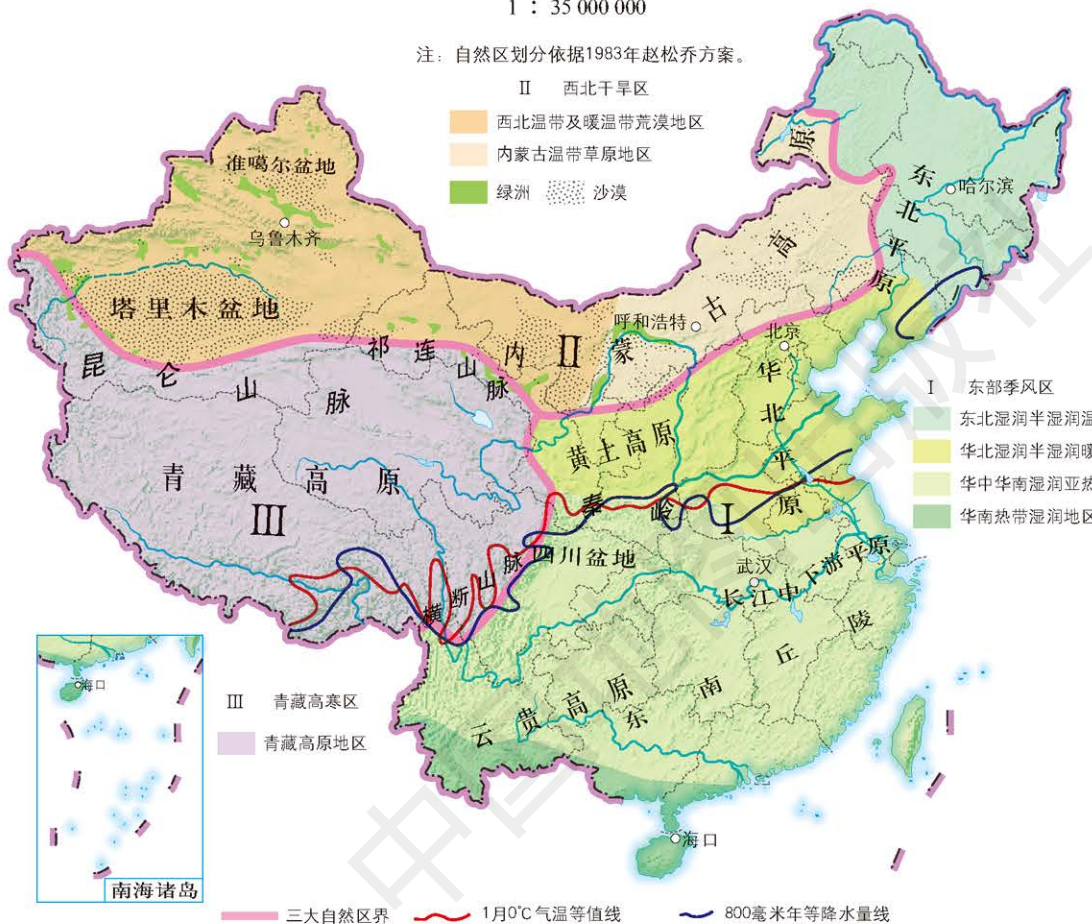 1 : 35 000 000
注: 自然区划分依据1983年赵松乔方案。
II 西北干旱区
西北温带及暖温带荒漠地区
内蒙古温带草原地区
绿洲 沙漠
准噶尔盆地
乌鲁木齐
塔里木盆地
昆仑山脉
祁连山脉
内蒙古高原
II
呼和浩特
东北平原
哈尔滨
北京
华北平原
黄土高原
青藏高原
III
秦岭
I
I 东部季风区
东北湿润半湿润温
华北湿润半湿润暖
华中华南湿润亚热
华南热带湿润地区
横断山脉
四川盆地
武汉
长江中下游平原
东南丘陵
云贵高原
海口
III 青藏高寒区
青藏高原地区
海口
南海诸岛
三大自然区界 1月0℃气温等值线 800毫米年等降水量线